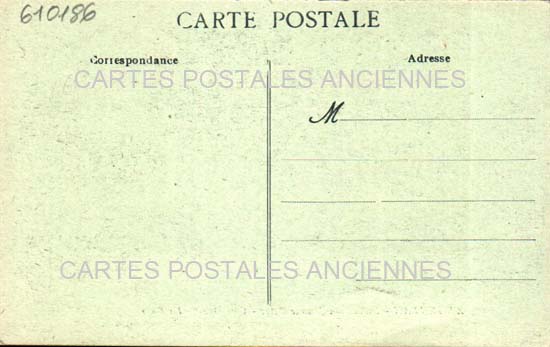 610186
CARTE POSTALE
Correspondance
Adresse
CARTES POSTALES ANCIENNES
M
CARTES POSTALES ANCIENNES